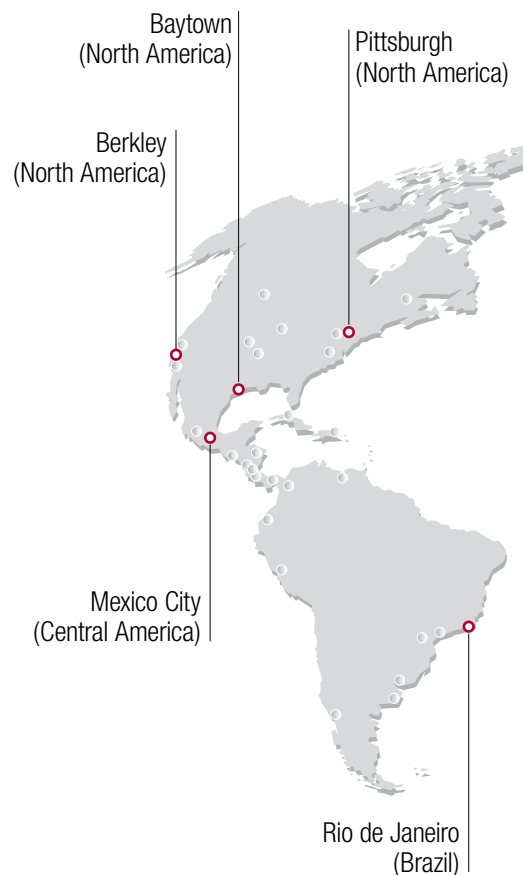 Baytown
(North America)
Pittsburgh
(North America)
Berkley
(North America)
Mexico City
(Central America)
Rio de Janeiro
(Brazil)